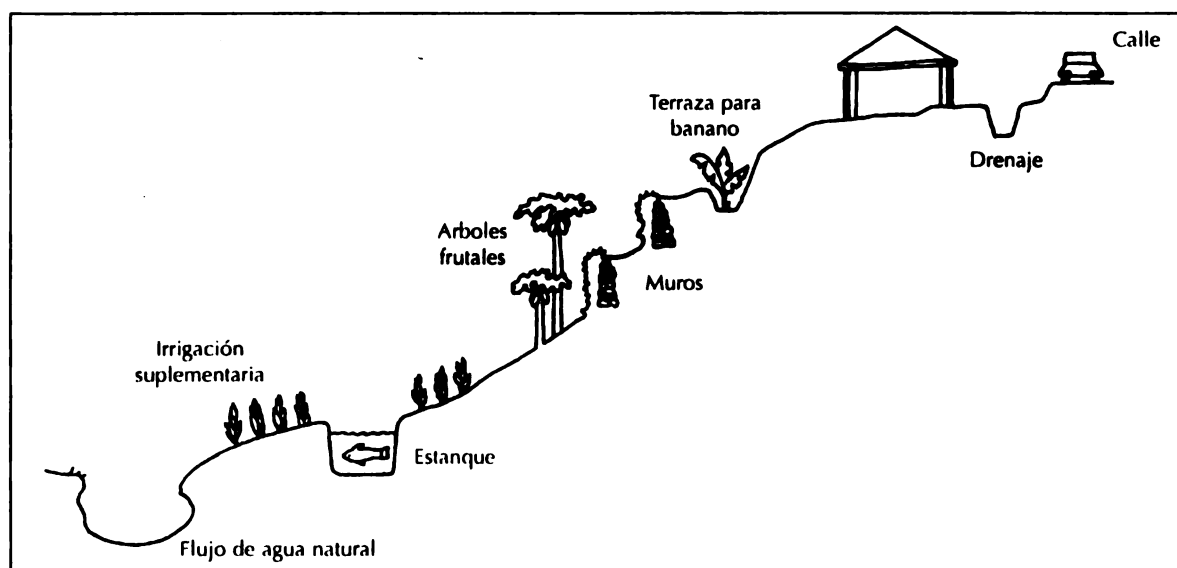 Calle
Terraza para
banano
Drenaje
Arboles
frutales
Muros
Irrigación
suplementaria
Estanque
Flujo de agua natural